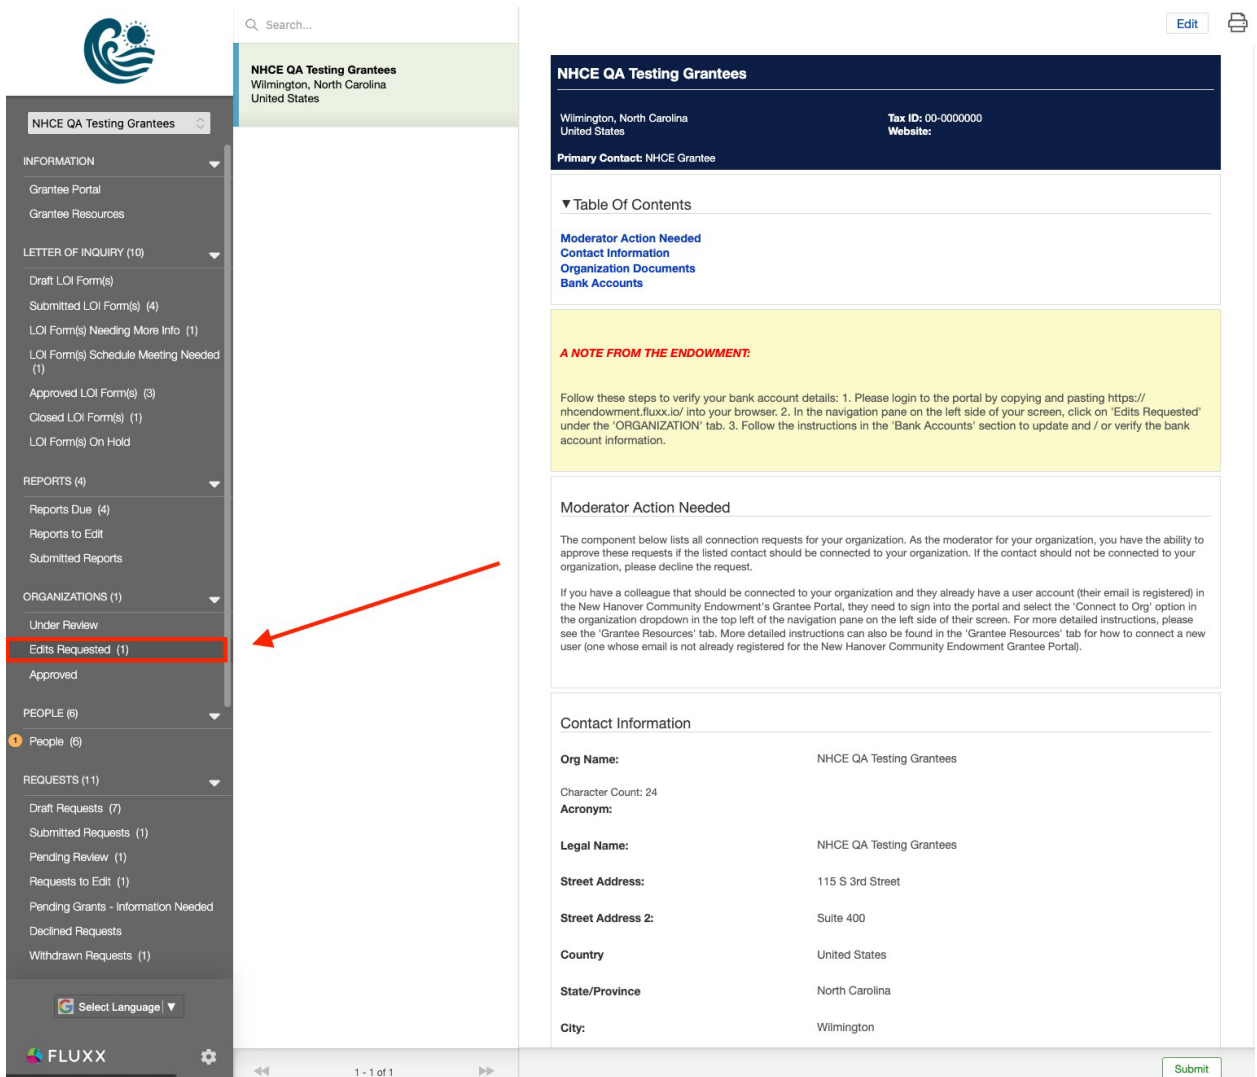 NHCE QA Testing Grantees
INFORMATION
Grantee Portal
Grantee Resources
LETTER OF INQUIRY (10)
Draft LOI Form(s)
Submitted LOI Form(s) (4)
LOI Form(s) Needing More Info (1)
LOI Form(s) Schedule Meeting Needed
(1)
Approved LOI Form(s) (3)
Closed LOI Form(s) (1)
LOI Form(s) On Hold
REPORTS (4)
Reports Due (4)
Reports to Edit
Submitted Reports
ORGANIZATIONS (1)
Under Review
Edits Requested (1)
Approved
PEOPLE (6)
1 People (6)
REQUESTS (11)
Draft Requests (7)
Submitted Requests (1)
Pending Review (1)
Requests to Edit (1)
Pending Grants - Information Needed
Declined Requests
Withdrawn Requests (1)
Select Language ▼
FLUXX
Search...
NHCE QA Testing Grantees
Wilmington, North Carolina
United States
1 - 1 of 1
Edit
NHCE QA Testing Grantees
Wilmington, North Carolina
United States
Tax ID: 00-0000000
Website:
Primary Contact: NHCE Grantee
▼ Table Of Contents
Moderator Action Needed
Contact Information
Organization Documents
Bank Accounts
A NOTE FROM THE ENDOWMENT:
Follow these steps to verify your bank account details: 1. Please login to the portal by copying and pasting https://
nhcendowment.fluxx.io/ into your browser. 2. In the navigation pane on the left side of your screen, click on 'Edits Requested'
under the 'ORGANIZATION' tab. 3. Follow the instructions in the 'Bank Accounts' section to update and / or verify the bank
account information.
Moderator Action Needed
The component below lists all connection requests for your organization. As the moderator for your organization, you have the ability to
approve these requests if the listed contact should be connected to your organization. If the contact should not be connected to your
organization, please decline the request.
If you have a colleague that should be connected to your organization and they already have a user account (their email is registered) in
the New Hanover Community Endowment's Grantee Portal, they need to sign into the portal and select the 'Connect to Org' option in
the organization dropdown in the top left of the navigation pane on the left side of their screen. For more detailed instructions, please
see the 'Grantee Resources' tab. More detailed instructions can also be found in the 'Grantee Resources' tab for how to connect a new
user (one whose email is not already registered for the New Hanover Community Endowment Grantee Portal).
Contact Information
Org Name: NHCE QA Testing Grantees
Character Count: 24
Acronym:
Legal Name: NHCE QA Testing Grantees
Street Address: 115 S 3rd Street
Street Address 2: Suite 400
Country United States
State/Province North Carolina
City: Wilmington
Submit